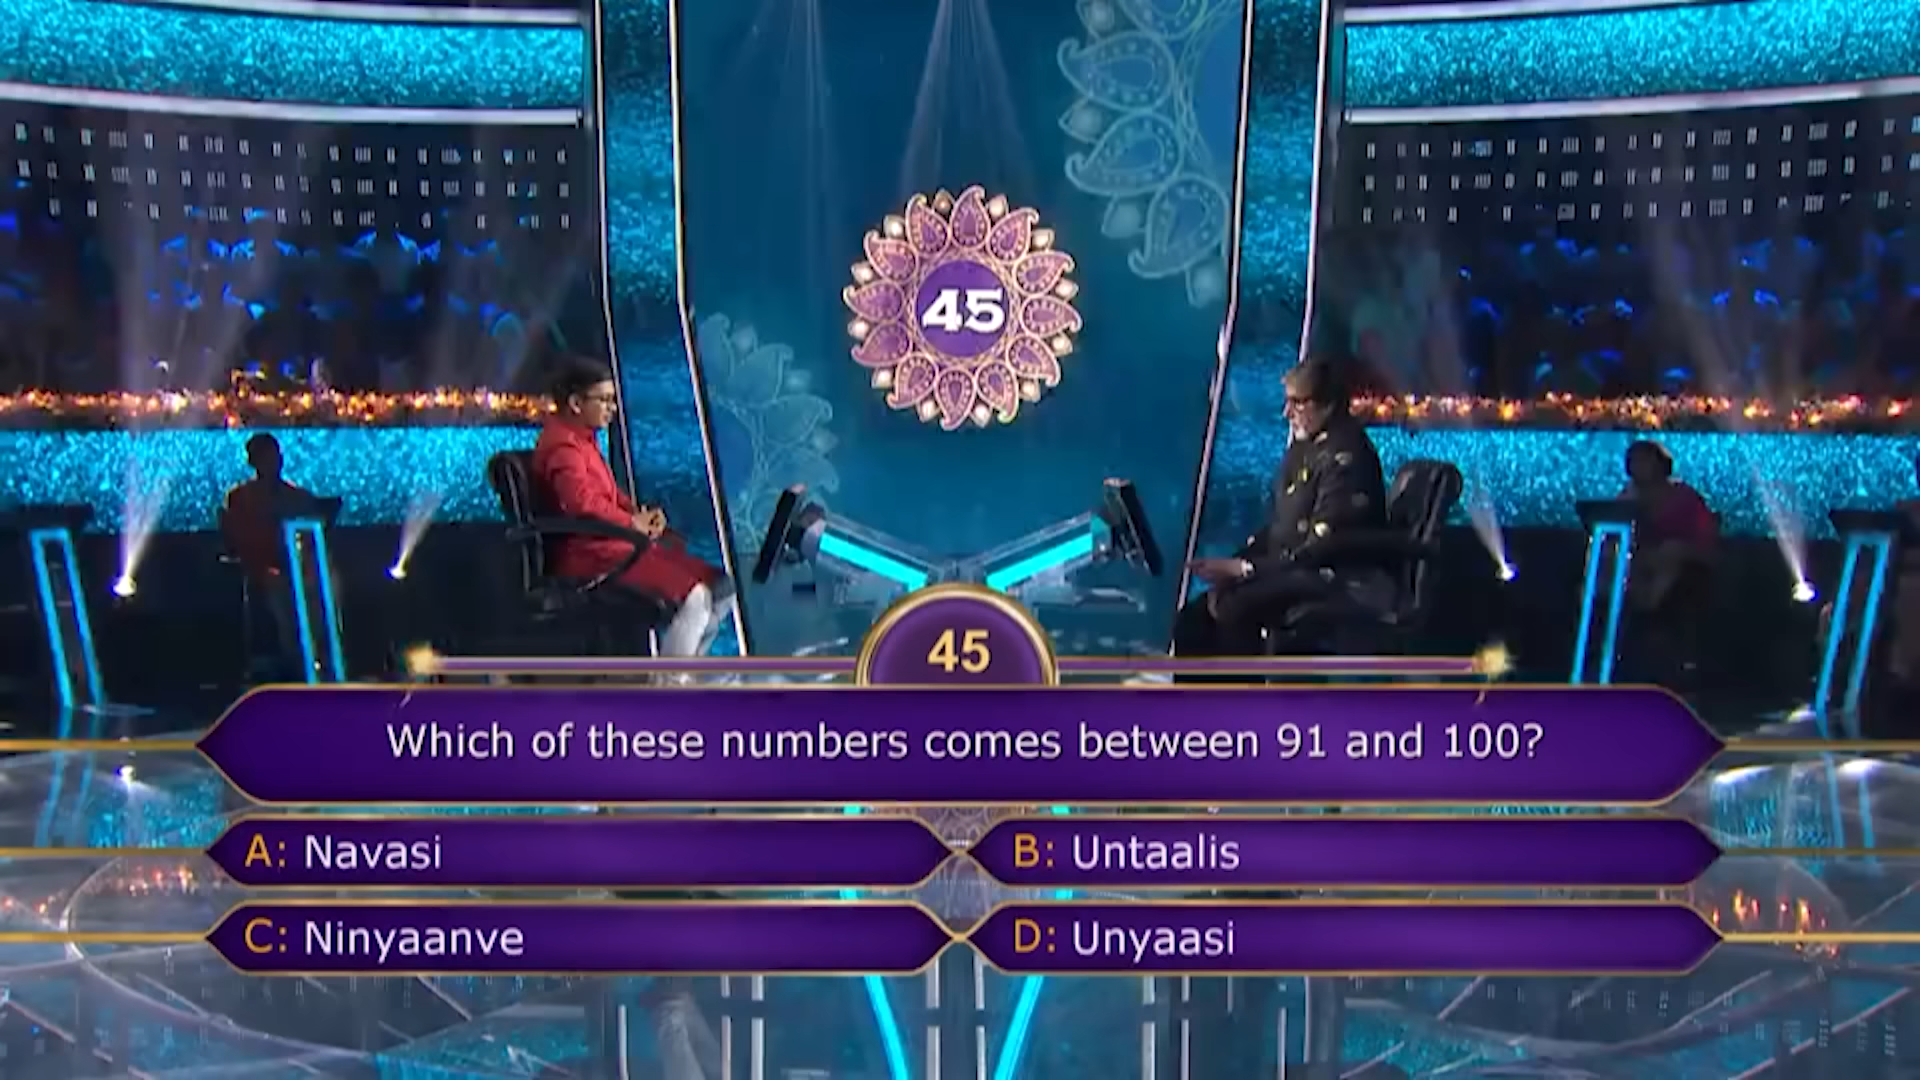 45
45
Which of these numbers comes between 91 and 100?
A: Navasi
B: Untaalis
C: Ninyaanve
D: Unyaasi